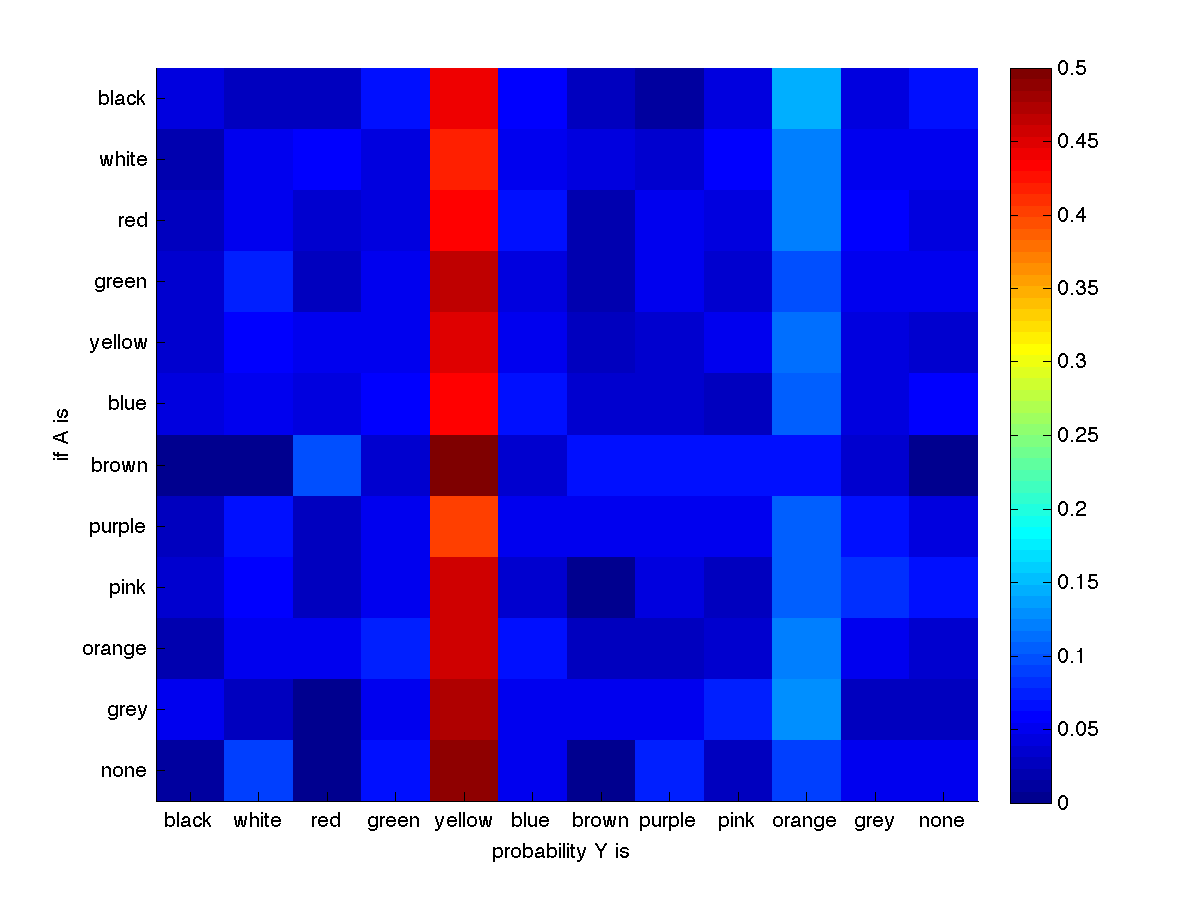 black
white
red
green
yellow
blue
brown
purple
pink
orange
grey
none
if A is
black white red green yellow blue brown purple pink orange grey none
probability Y is
0.5
0.45
0.4
0.35
0.3
0.25
0.2
0.15
0.1
0.05
0